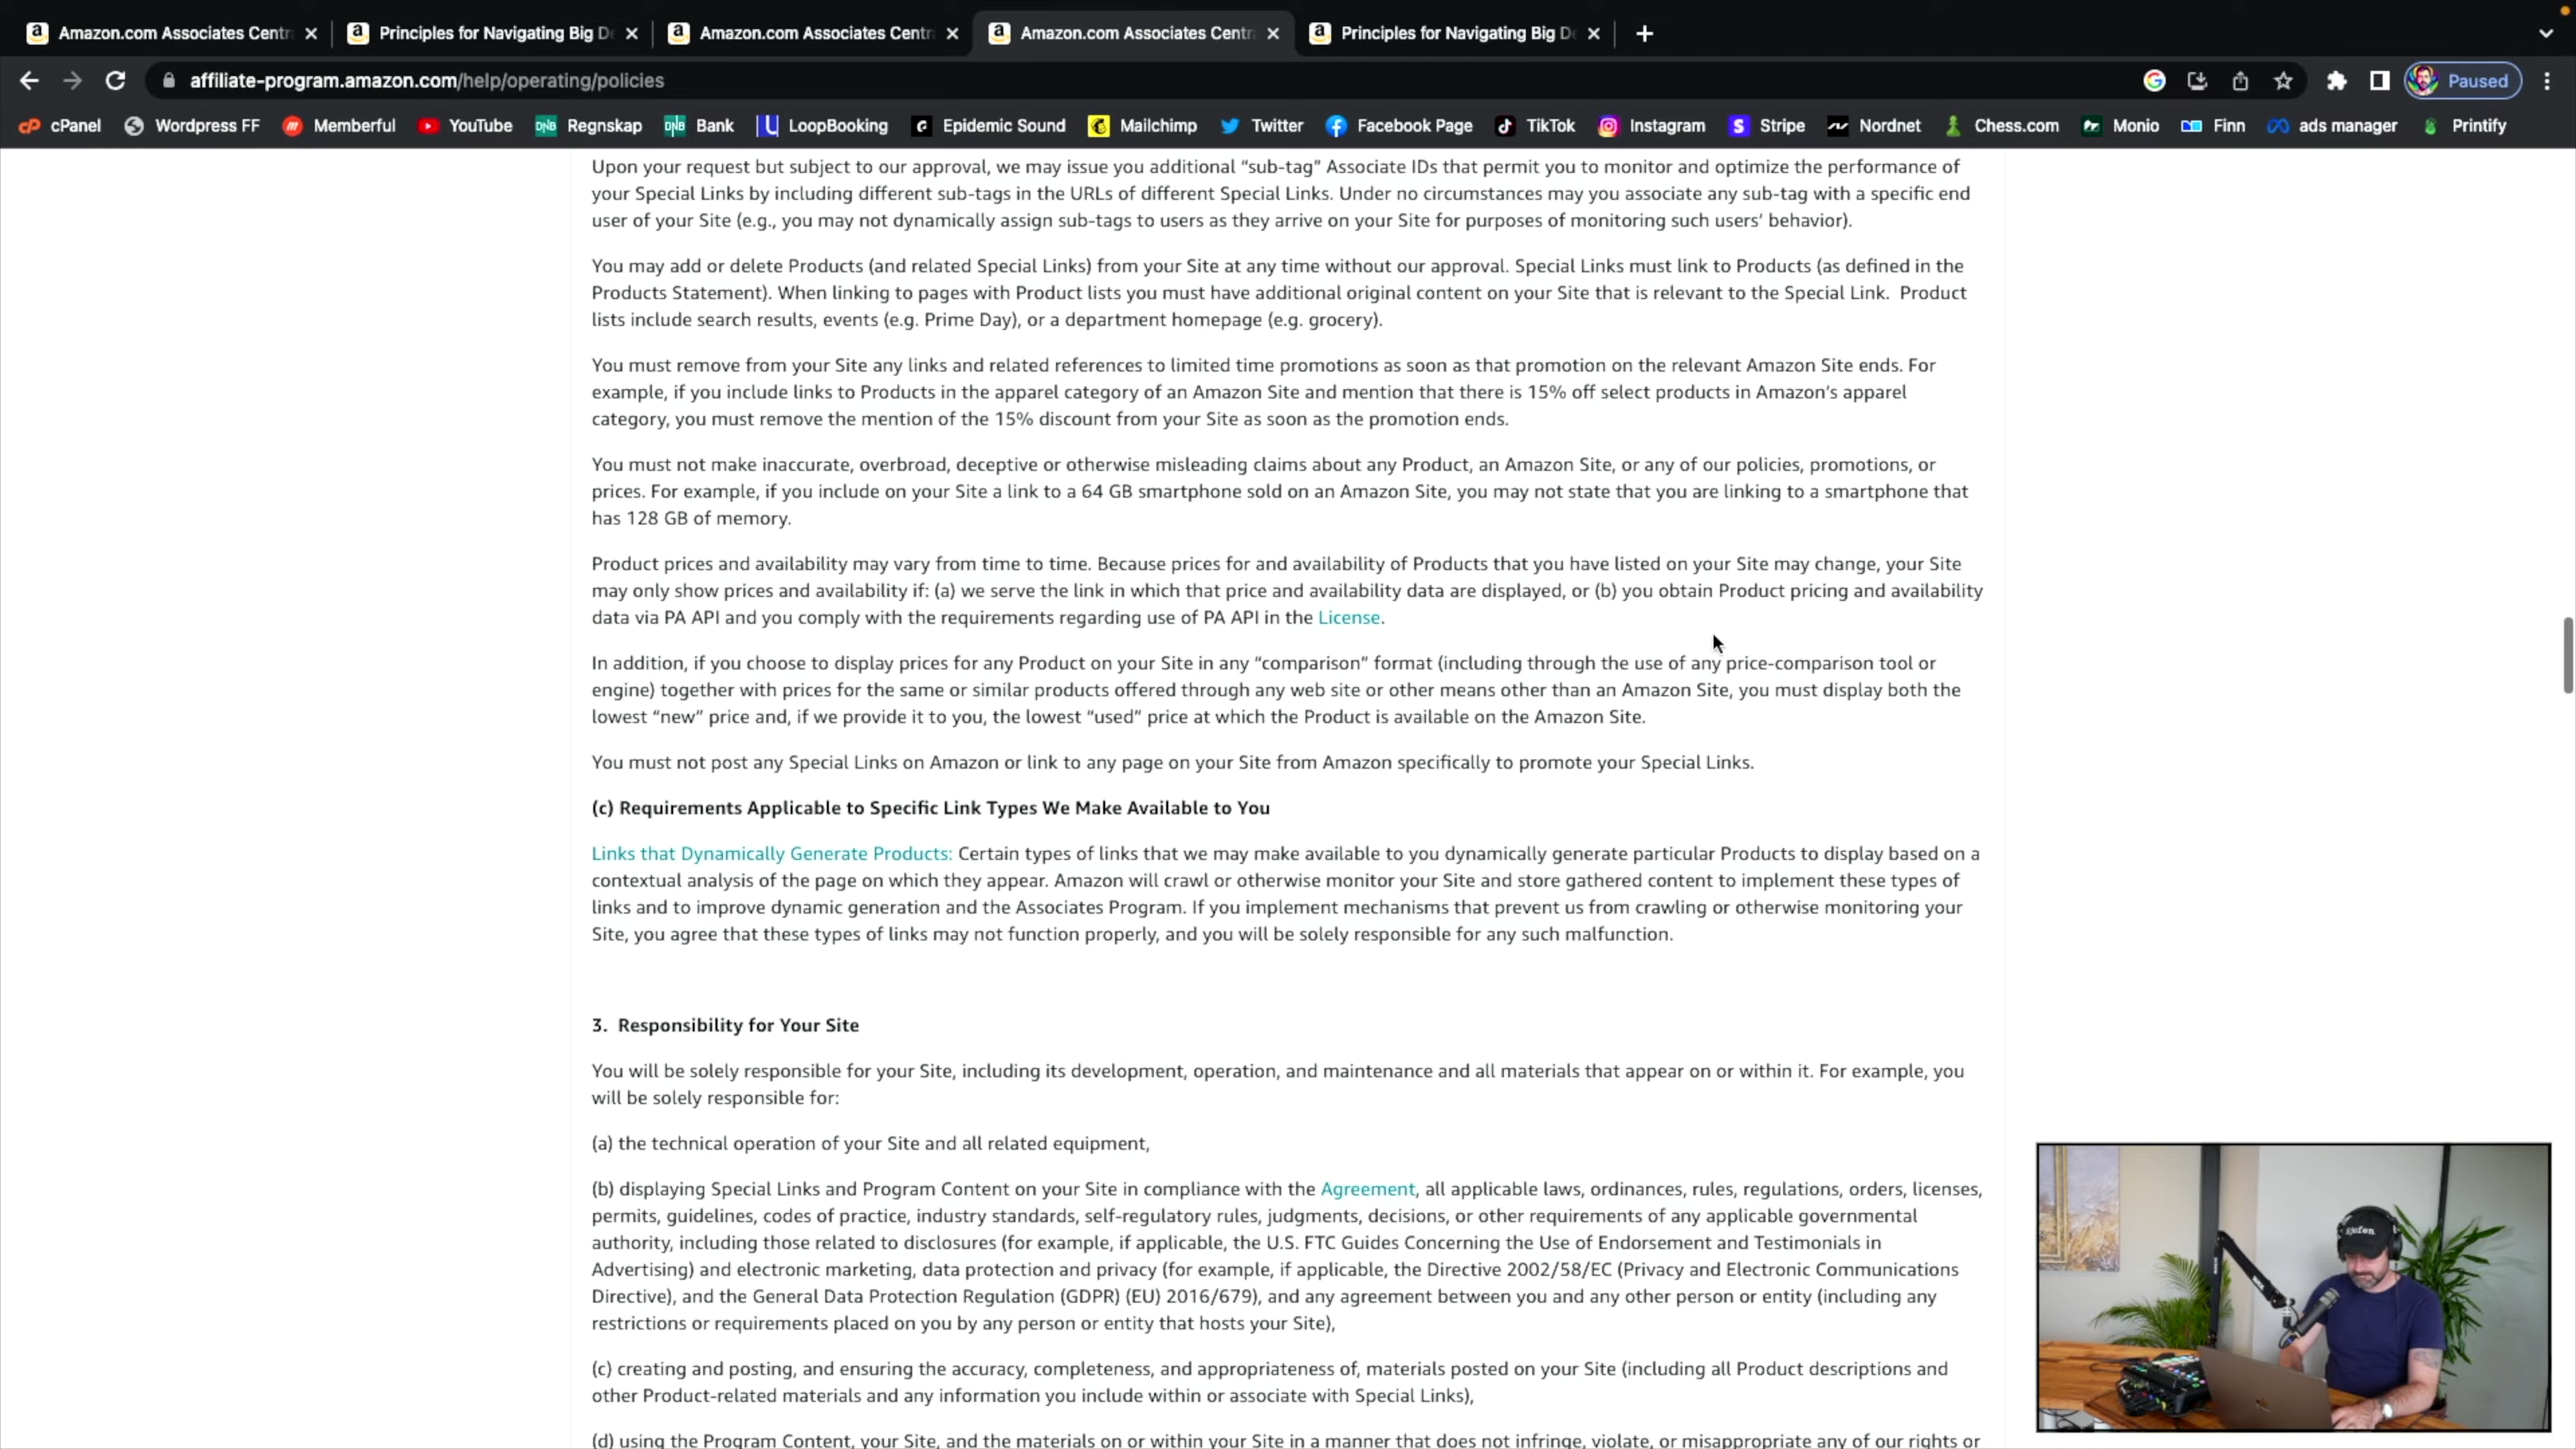 Amazon.com Associates Centr
Principles for Navigating Big De
Amazon.com Associates Centr
Amazon.com Associates Centr
Principles for Navigating Big De
affiliate-program.amazon.com/help/operating/policies
Paused
cPanel
Wordpress FF
Memberful
YouTube
Regnskap
Bank
LoopBooking
Epidemic Sound
Mailchimp
Twitter
Facebook Page
TikTok
Instagram
Stripe
Nordnet
Chess.com
Monio
Finn
ads manager
Printify
Upon your request but subject to our approval, we may issue you additional “sub-tag” Associate IDs that permit you to monitor and optimize the performance of
your Special Links by including different sub-tags in the URLs of different Special Links. Under no circumstances may you associate any sub-tag with a specific end
user of your Site (e.g., you may not dynamically assign sub-tags to users as they arrive on your Site for purposes of monitoring such users’ behavior).
You may add or delete Products (and related Special Links) from your Site at any time without our approval. Special Links must link to Products (as defined in the
Products Statement). When linking to pages with Product lists you must have additional original content on your Site that is relevant to the Special Link. Product
lists include search results, events (e.g. Prime Day), or a department homepage (e.g. grocery).
You must remove from your Site any links and related references to limited time promotions as soon as that promotion on the relevant Amazon Site ends. For
example, if you include links to Products in the apparel category of an Amazon Site and mention that there is 15% off select products in Amazon’s apparel
category, you must remove the mention of the 15% discount from your Site as soon as the promotion ends.
You must not make inaccurate, overbroad, deceptive or otherwise misleading claims about any Product, an Amazon Site, or any of our policies, promotions, or
prices. For example, if you include on your Site a link to a 64 GB smartphone sold on an Amazon Site, you may not state that you are linking to a smartphone that
has 128 GB of memory.
Product prices and availability may vary from time to time. Because prices for and availability of Products that you have listed on your Site may change, your Site
may only show prices and availability if: (a) we serve the link in which that price and availability data are displayed, or (b) you obtain Product pricing and availability
data via PA API and you comply with the requirements regarding use of PA API in the License.
In addition, if you choose to display prices for any Product on your Site in any “comparison” format (including through the use of any price-comparison tool or
engine) together with prices for the same or similar products offered through any web site or other means other than an Amazon Site, you must display both the
lowest “new” price and, if we provide it to you, the lowest “used” price at which the Product is available on the Amazon Site.
You must not post any Special Links on Amazon or link to any page on your Site from Amazon specifically to promote your Special Links.
(c) Requirements Applicable to Specific Link Types We Make Available to You
Links that Dynamically Generate Products: Certain types of links that we may make available to you dynamically generate particular Products to display based on a
contextual analysis of the page on which they appear. Amazon will crawl or otherwise monitor your Site and store gathered content to implement these types of
links and to improve dynamic generation and the Associates Program. If you implement mechanisms that prevent us from crawling or otherwise monitoring your
Site, you agree that these types of links may not function properly, and you will be solely responsible for any such malfunction.
3. Responsibility for Your Site
You will be solely responsible for your Site, including its development, operation, and maintenance and all materials that appear on or within it. For example, you
will be solely responsible for:
(a) the technical operation of your Site and all related equipment,
(b) displaying Special Links and Program Content on your Site in compliance with the Agreement, all applicable laws, ordinances, rules, regulations, orders, licenses,
permits, guidelines, codes of practice, industry standards, self-regulatory rules, judgments, decisions, or other requirements of any applicable governmental
authority, including those related to disclosures (for example, if applicable, the U.S. FTC Guides Concerning the Use of Endorsement and Testimonials in
Advertising) and electronic marketing, data protection and privacy (for example, if applicable, the Directive 2002/58/EC (Privacy and Electronic Communications
Directive), and the General Data Protection Regulation (GDPR) (EU) 2016/679), and any agreement between you and any other person or entity (including any
restrictions or requirements placed on you by any person or entity that hosts your Site),
(c) creating and posting, and ensuring the accuracy, completeness, and appropriateness of, materials posted on your Site (including all Product descriptions and
other Product-related materials and any information you include within or associate with Special Links),
(d) using the Program Content, your Site, and the materials on or within your Site in a manner that does not infringe, violate, or misappropriate any of our rights or